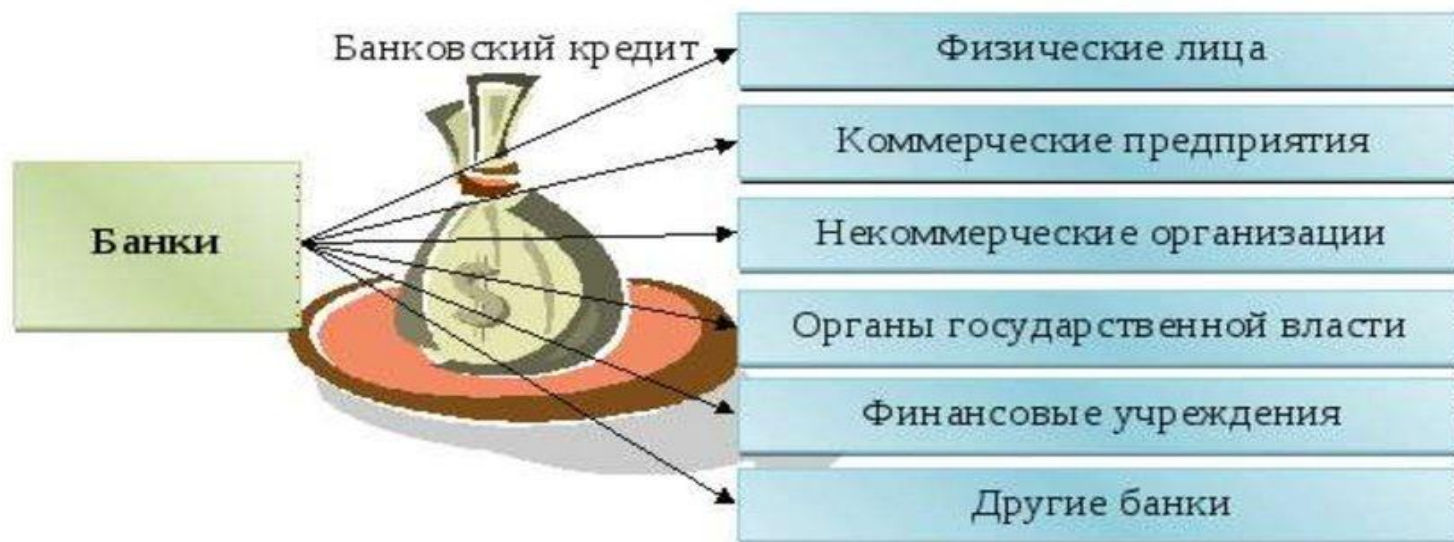 Банковский кредит
Физические лица
Коммерческие предприятия
Банки
Некоммерческие организации
$
Органы государственной власти
Финансовые учреждения
Другие банки